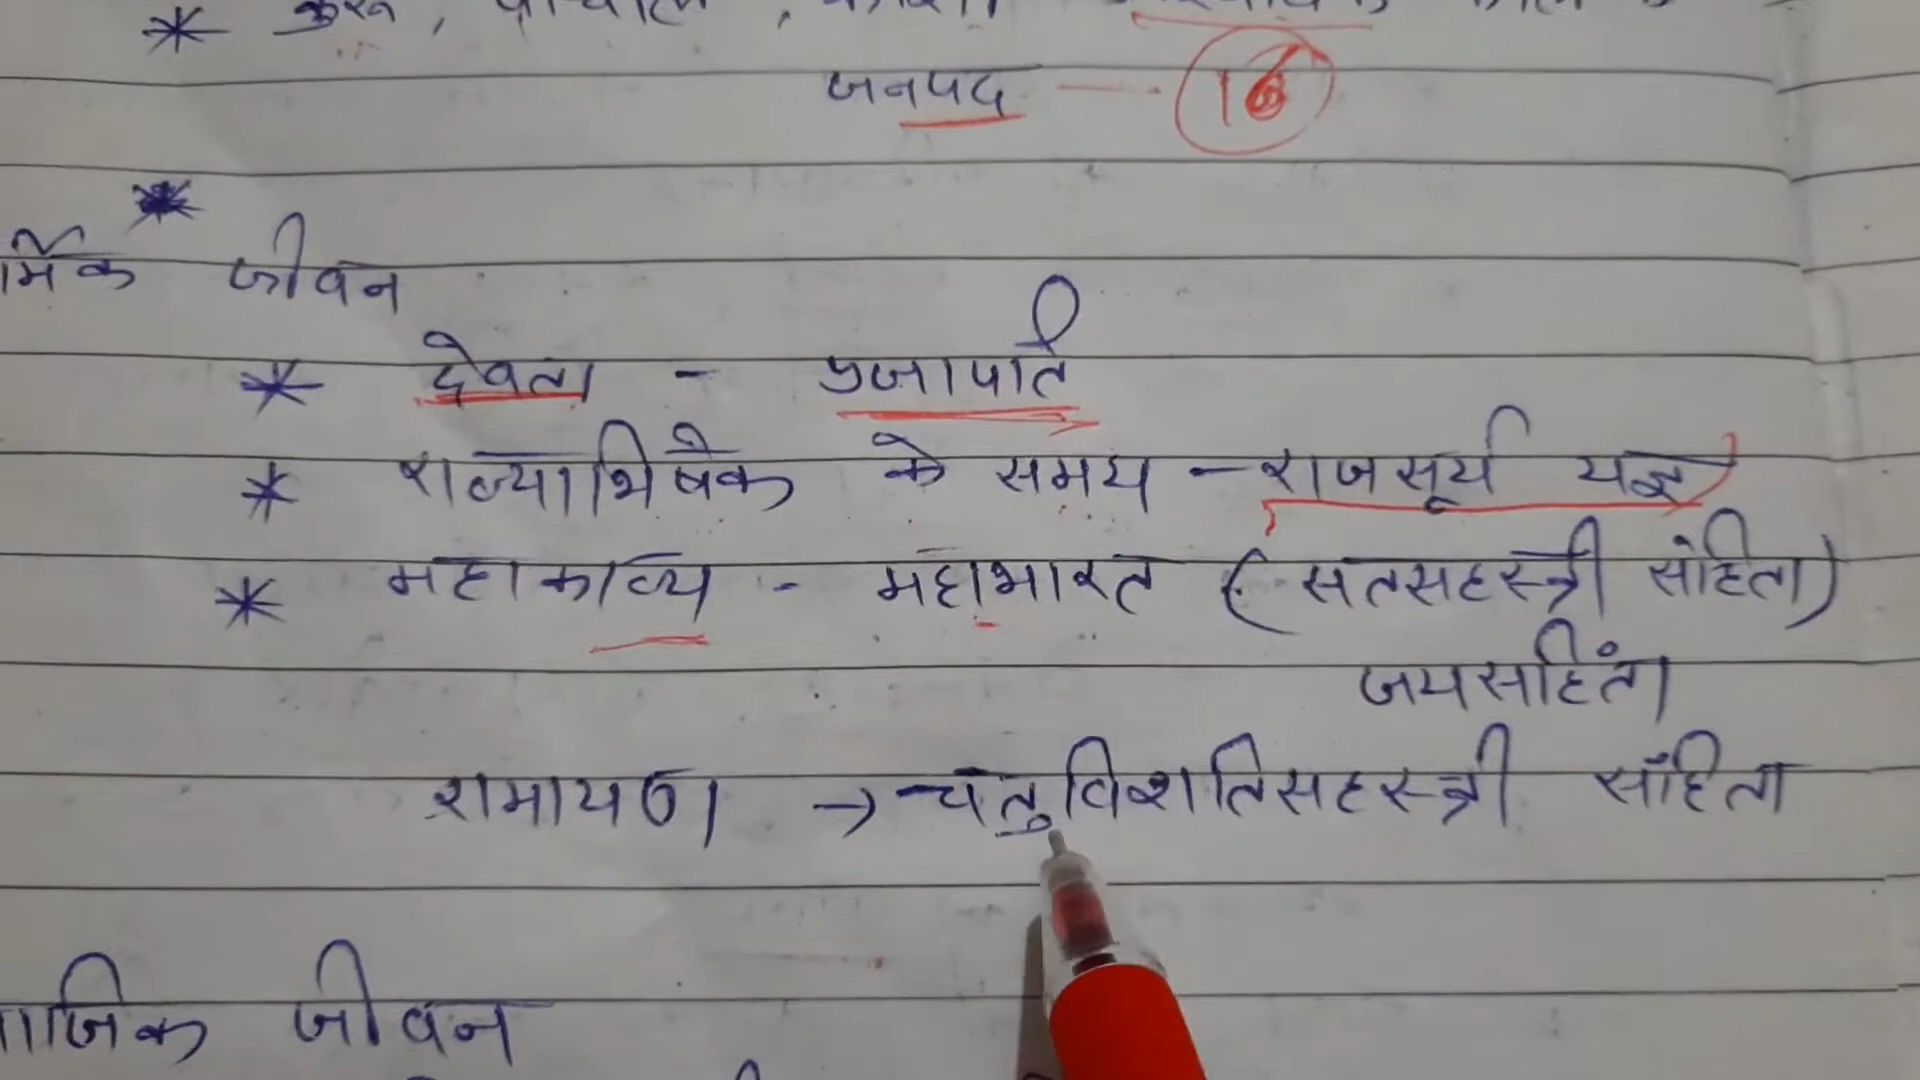 * कुरू, पांचाल,
जनपद — 16
*
र्मिक जीवन
* देवता - प्रजापति
* राज्याभिषेक के समय - राजसूर्य यज्ञ
* महाकाव्य - महाभारत (सतसहस्त्री संहिता)
जयसंहिता
रामायण → चतुविशतिसहस्त्री संहिता
ाजिक जीवन